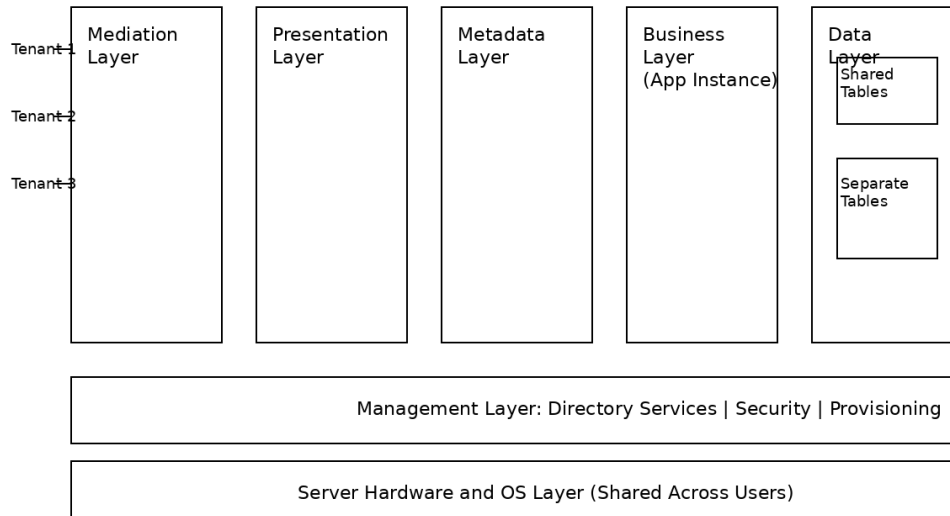 Tenant 1
Tenant 2
Tenant 3
Mediation
Layer
Presentation
Layer
Metadata
Layer
Business
Layer
(App Instance)
Data
Layer
Shared
Tables
Separate
Tables
Management Layer: Directory Services | Security | Provisioning
Server Hardware and OS Layer (Shared Across Users)